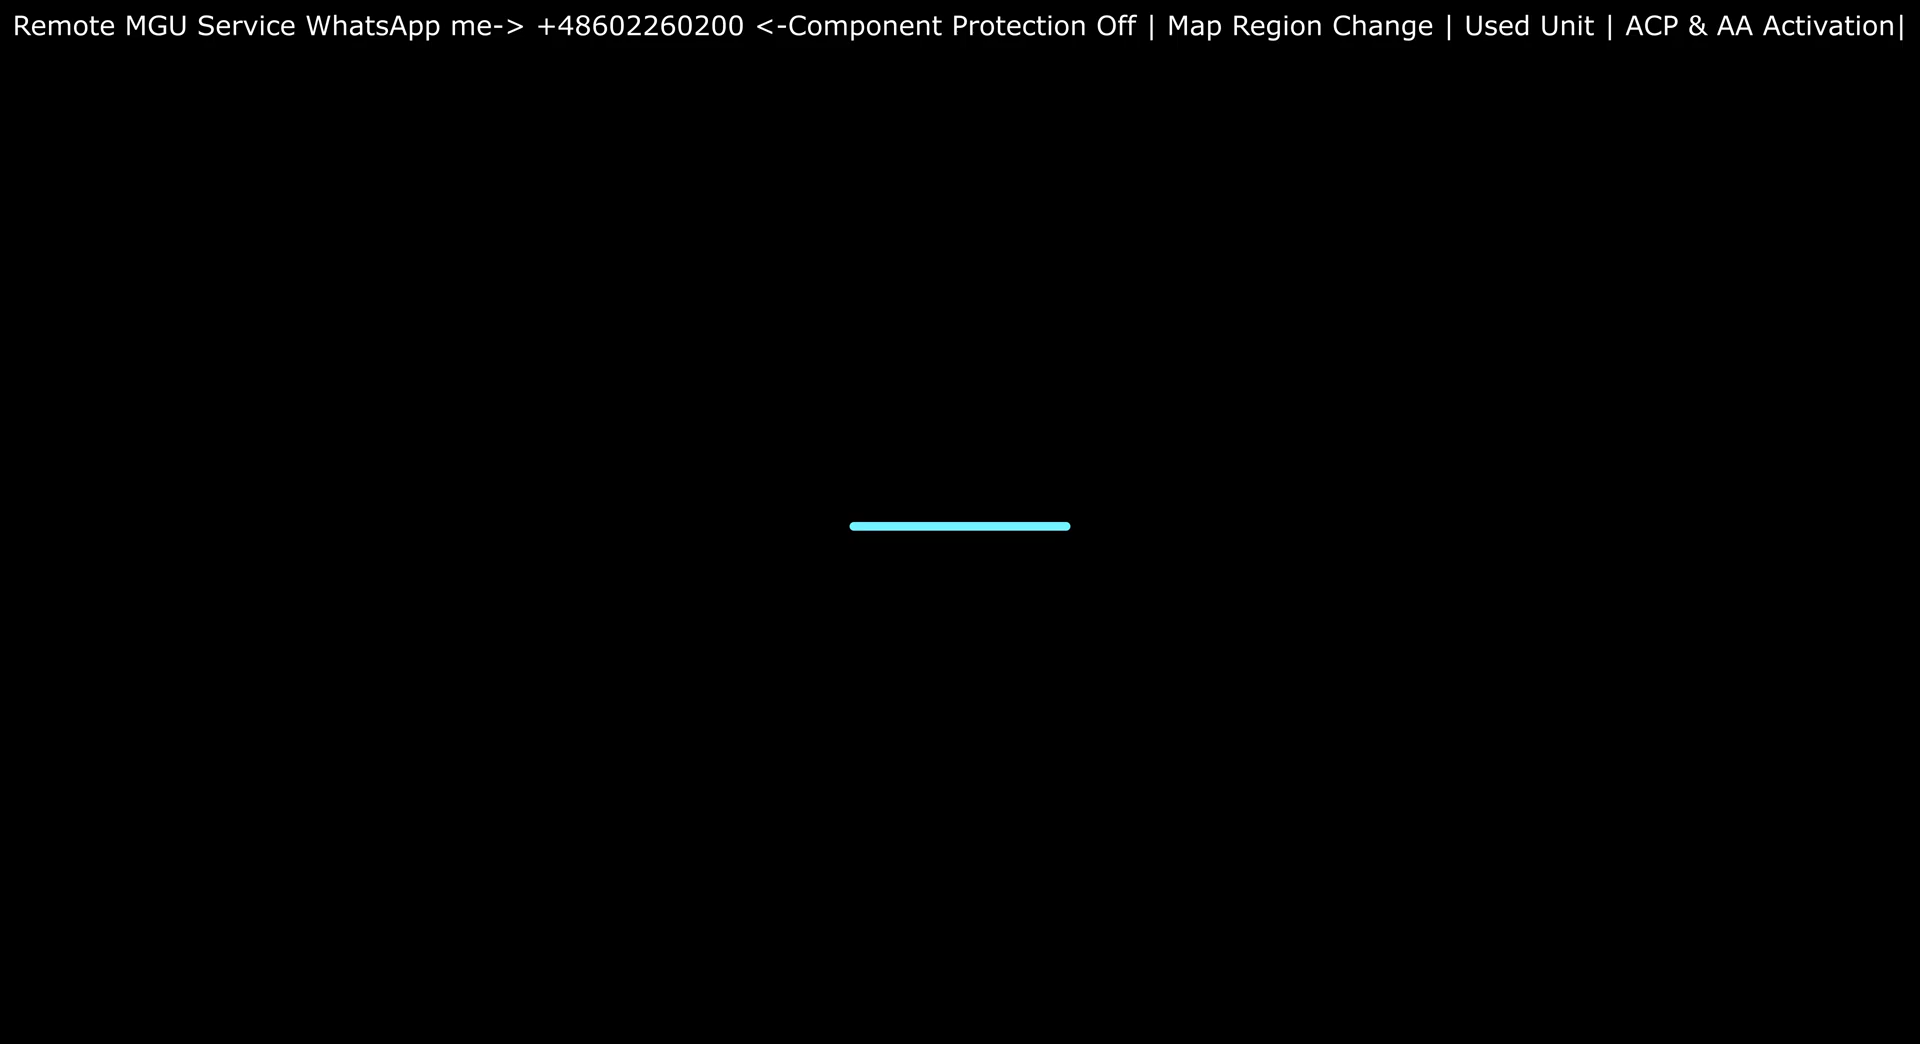 Remote MGU Service WhatsApp me-> +48602260200 <-Component Protection Off | Map Region Change | Used Unit | ACP & AA Activation|